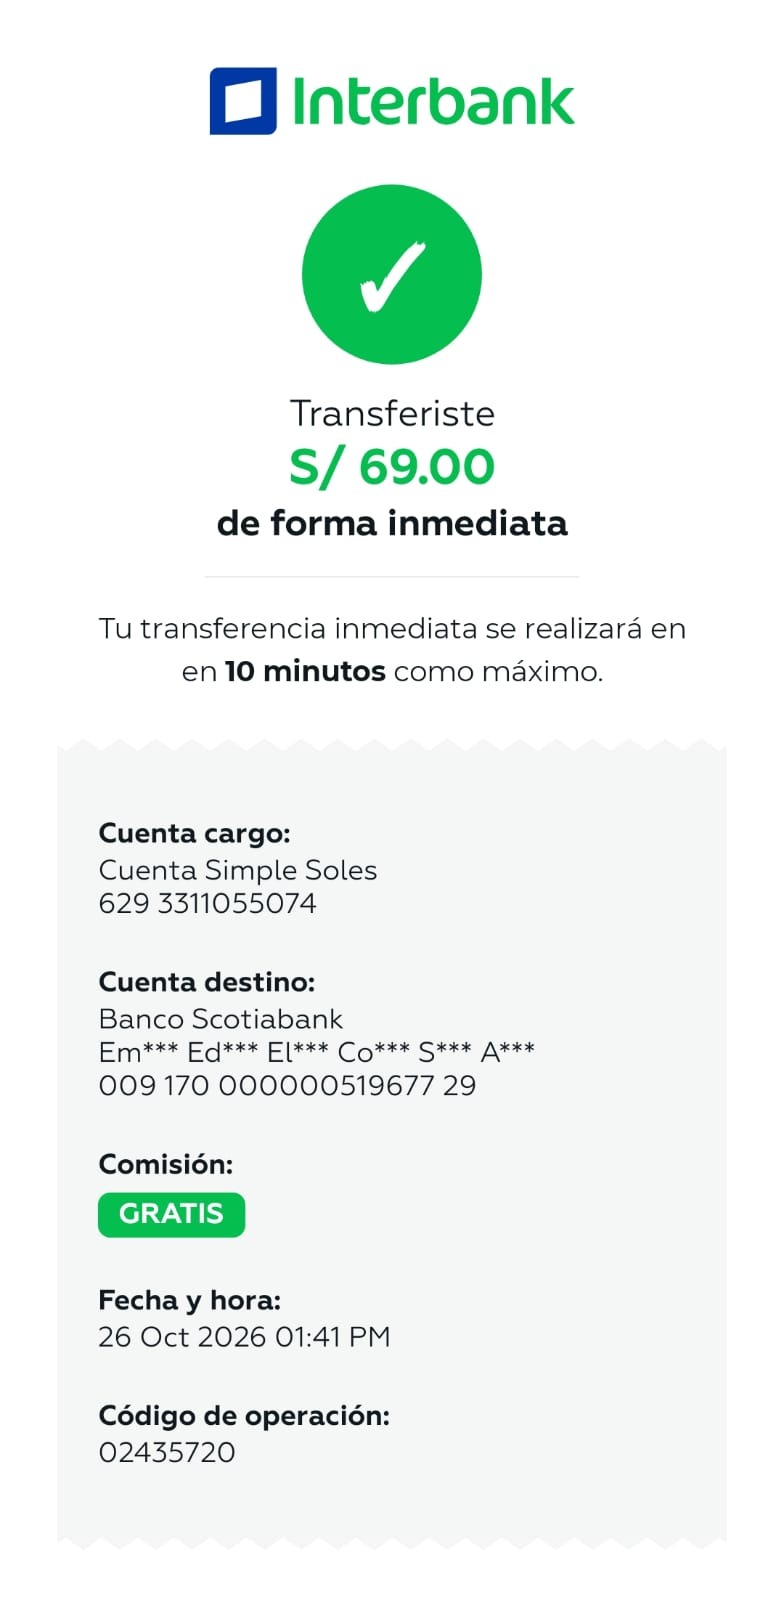 Interbank
Transferiste
S/ 69.00
de forma inmediata
Tu transferencia inmediata se realizará en
en 10 minutos como máximo.
Cuenta cargo:
Cuenta Simple Soles
629 3311055074
Cuenta destino:
Banco Scotiabank
Em*** Ed*** El*** Co*** S*** A***
009 170 000000519677 29
Comisión:
GRATIS
Fecha y hora:
26 Oct 2026 01:41 PM
Código de operación:
02435720